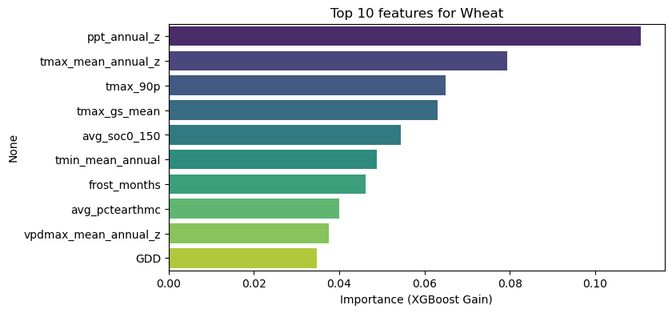 Top 10 features for Wheat
ppt_annual_z
tmax_mean_annual_z
tmax_90p
tmax_gs_mean
avg_soc0_150
tmin_mean_annual
frost_months
avg_pctearthmc
vpdmax_mean_annual_z
GDD
None
0.00 0.02 0.04 0.06 0.08 0.10
Importance (XGBoost Gain)